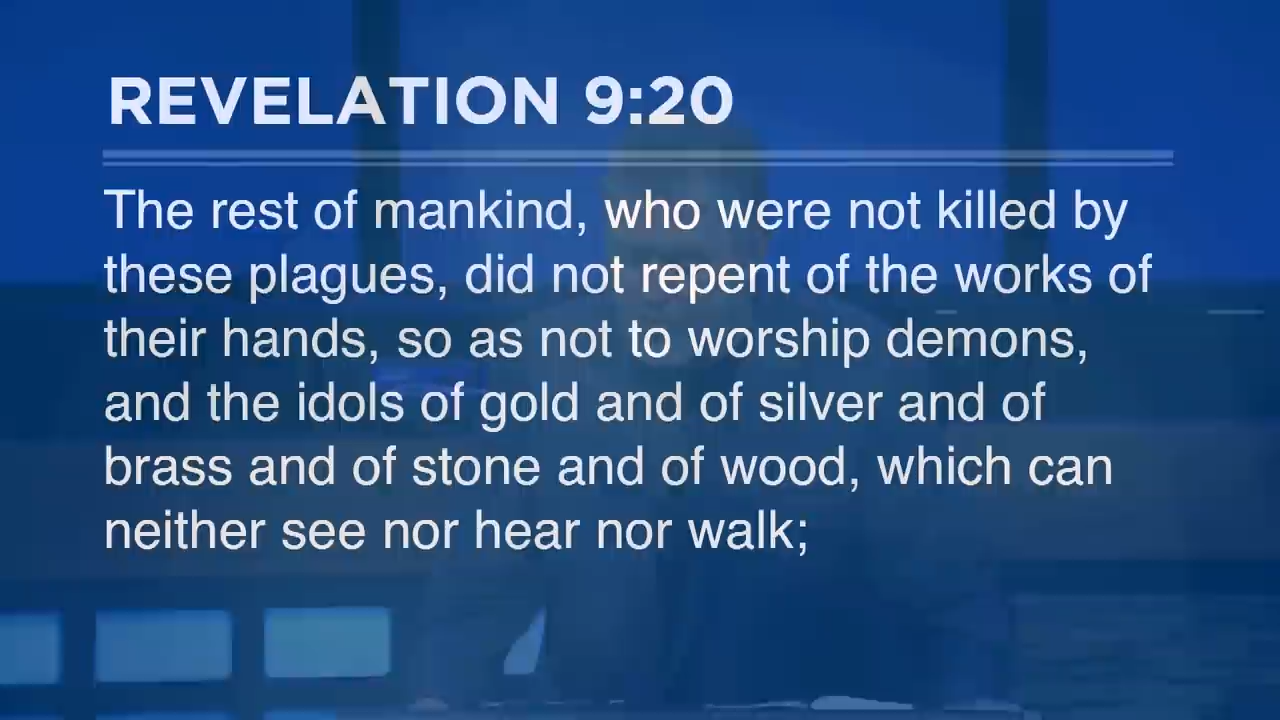 REVELATION 9:20
The rest of mankind, who were not killed by
these plagues, did not repent of the works of
their hands, so as not to worship demons,
and the idols of gold and of silver and of
brass and of stone and of wood, which can
neither see nor hear nor walk;